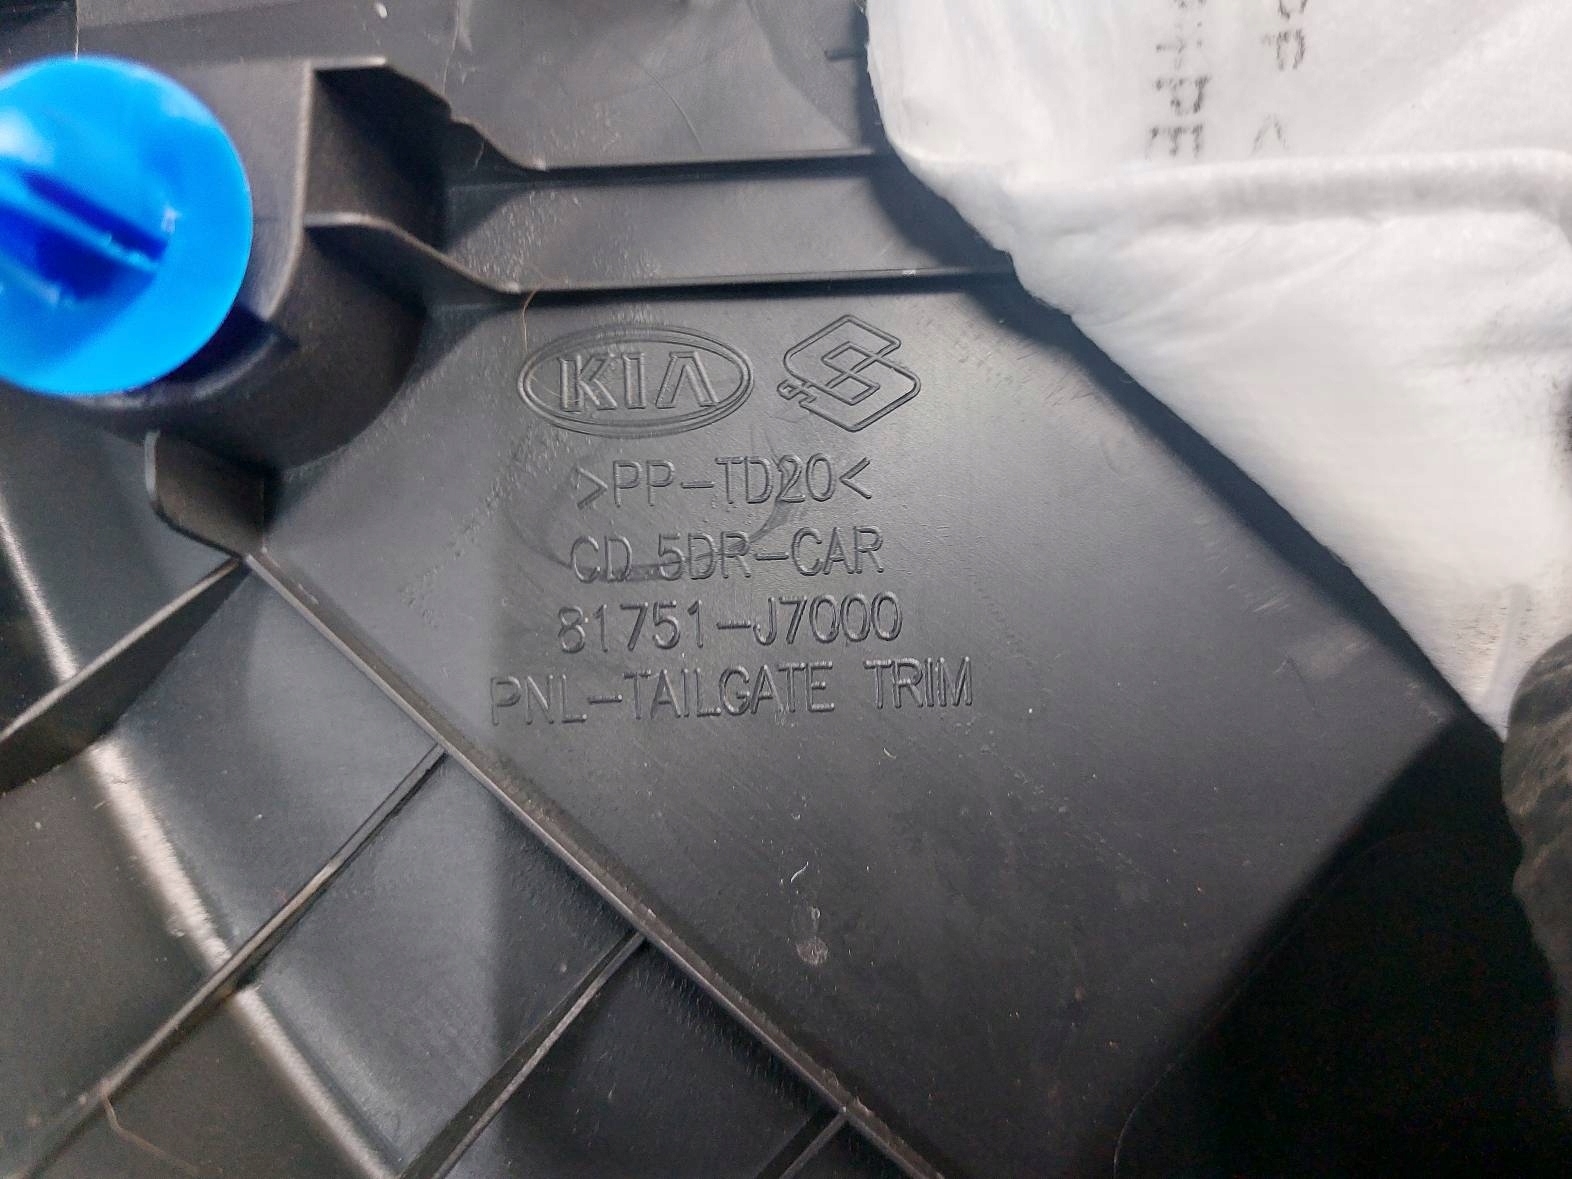 KIA
>PP-TD20<
CD 5DR-CAR
81751-J7000
PNL-TAILGATE TRIM